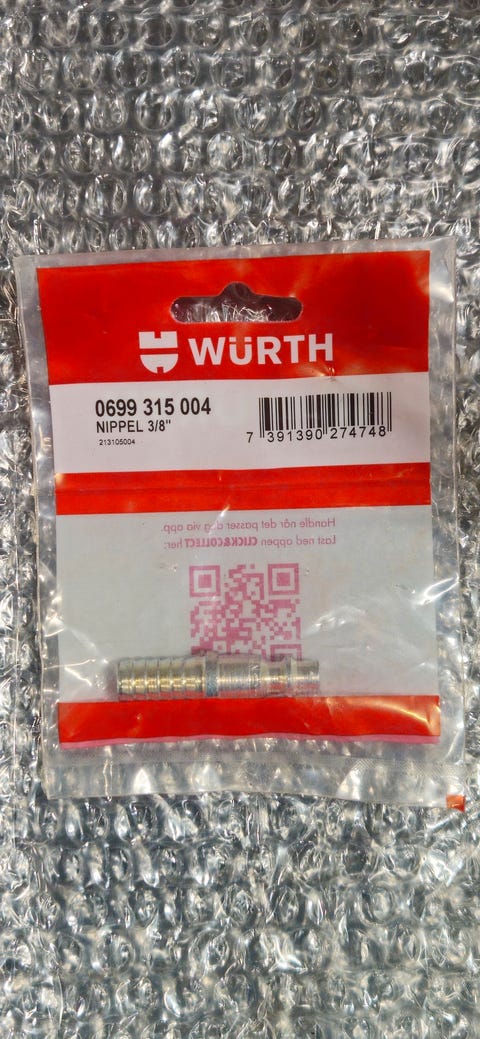 WÜRTH
0699 315 004
NIPPEL 3/8"
213105004
7 391390 274748
Handle når det passer deg via app.
Last ned appen CLICK&COLLECT her: